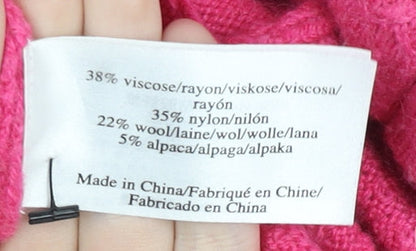 38% viscose/rayon/viskose/viscosa/
rayón
35% nylon/nilón
22% wool/laine/wol/wolle/lana
5% alpaca/alpaga/alpaka
Made in China/Fabriqué en Chine/
Fabricado en China